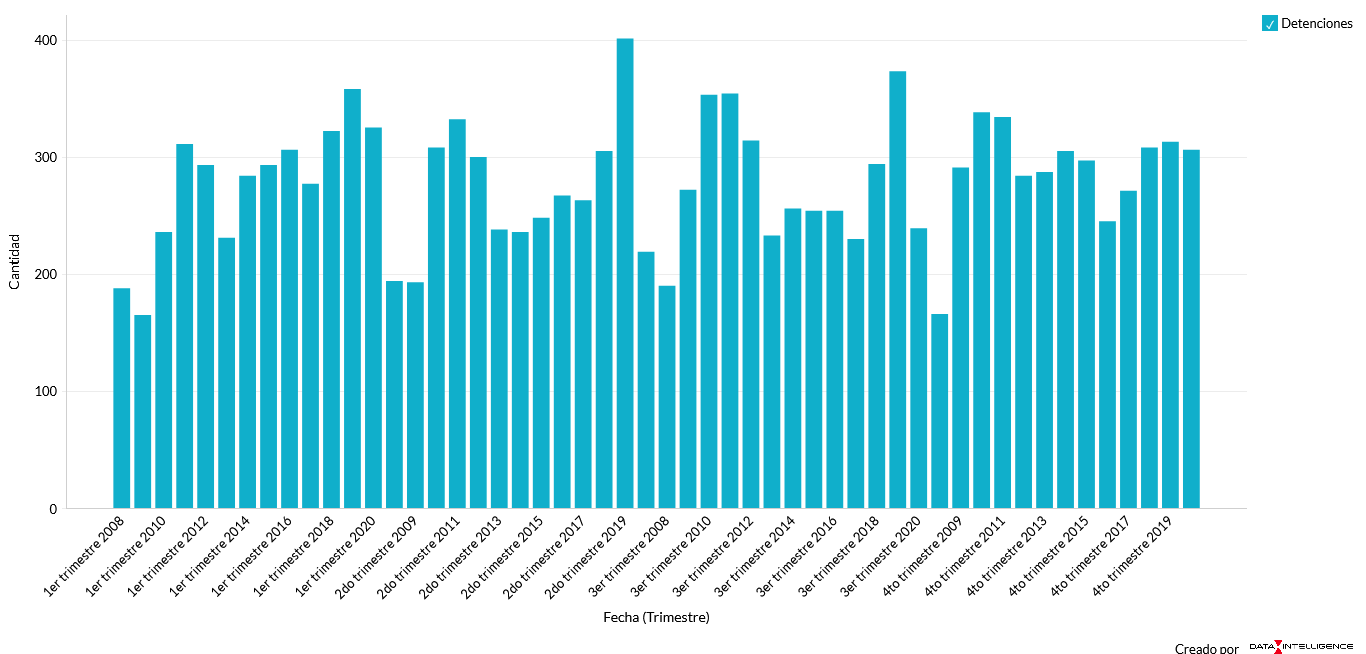 Detenciones
400
300
200
100
0
Cantidad
1er trimestre 2008
1er trimestre 2010
1er trimestre 2012
1er trimestre 2014
1er trimestre 2016
1er trimestre 2018
1er trimestre 2020
2do trimestre 2009
2do trimestre 2011
2do trimestre 2013
2do trimestre 2015
2do trimestre 2017
2do trimestre 2019
3er trimestre 2008
3er trimestre 2010
3er trimestre 2012
3er trimestre 2014
3er trimestre 2016
3er trimestre 2018
3er trimestre 2020
4to trimestre 2009
4to trimestre 2011
4to trimestre 2013
4to trimestre 2015
4to trimestre 2017
4to trimestre 2019
Fecha (Trimestre)
Creado por DATA INTELLIGENCE